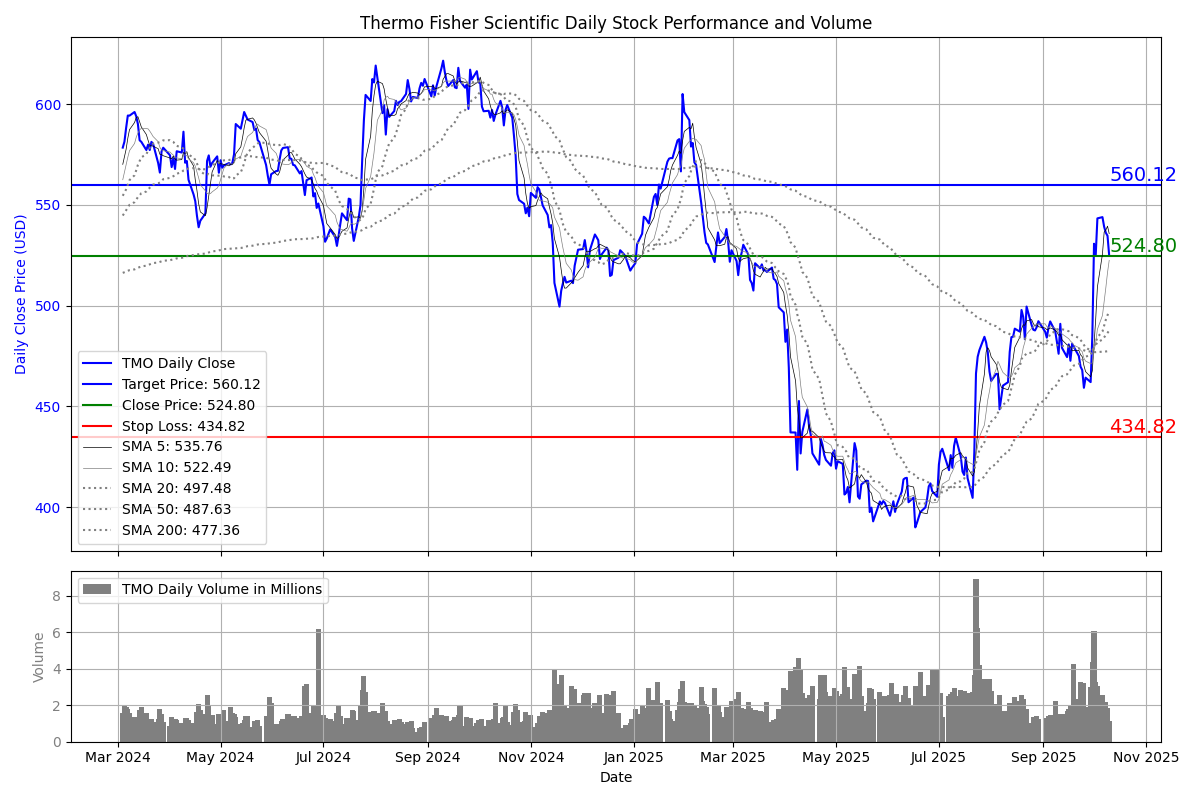 Thermo Fisher Scientific Daily Stock Performance and Volume
Daily Close Price (USD)
600
550
500
450
400
560.12
524.80
434.82
TMO Daily Close
Target Price: 560.12
Close Price: 524.80
Stop Loss: 434.82
SMA 5: 535.76
SMA 10: 522.49
SMA 20: 497.48
SMA 50: 487.63
SMA 200: 477.36
Volume
8
6
4
2
0
TMO Daily Volume in Millions
Mar 2024 May 2024 Jul 2024 Sep 2024 Nov 2024 Jan 2025 Mar 2025 May 2025 Jul 2025 Sep 2025 Nov 2025
Date